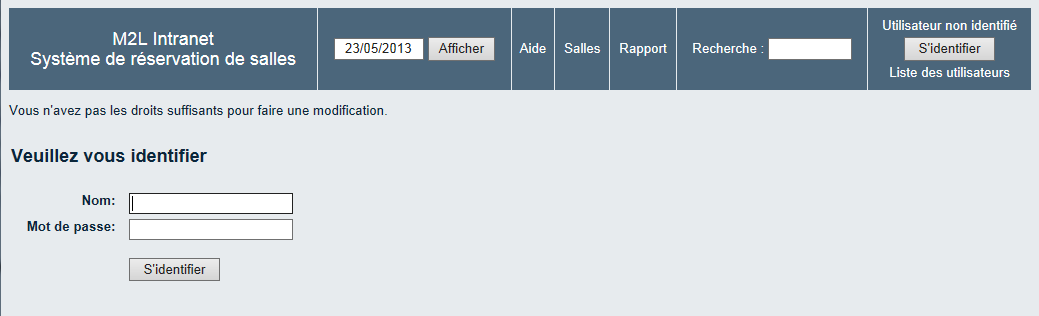 M2L Intranet
Système de réservation de salles
23/05/2013 Afficher
Aide
Salles
Rapport
Recherche :
Utilisateur non identifié
S'identifier
Liste des utilisateurs
Vous n'avez pas les droits suffisants pour faire une modification.
Veuillez vous identifier
Nom:
Mot de passe:
S'identifier